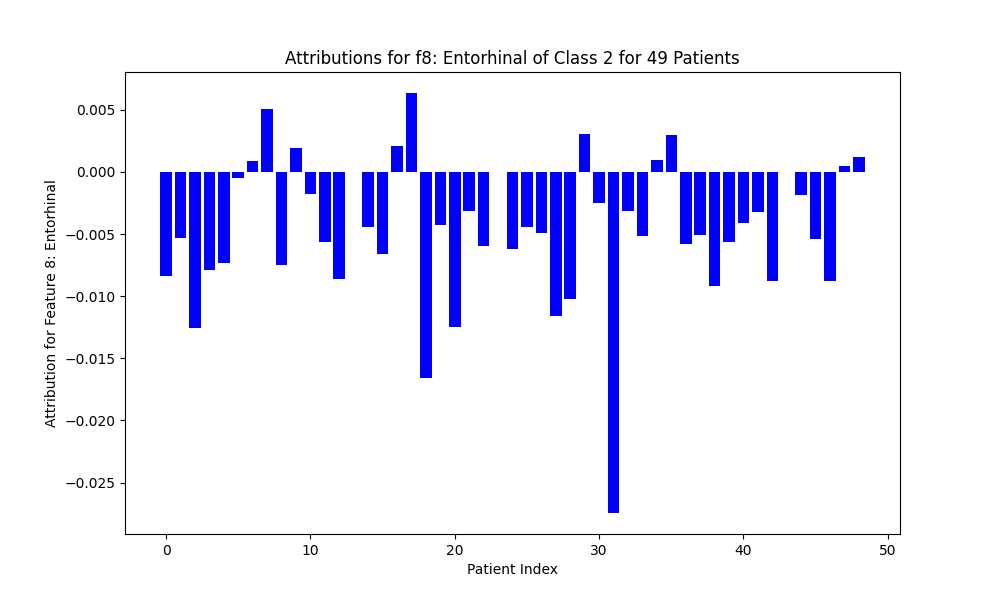 Attributions for f8: Entorhinal of Class 2 for 49 Patients
Attribution for Feature 8: Entorhinal
0.005
0.000
−0.005
−0.010
−0.015
−0.020
−0.025
0 10 20 30 40 50
Patient Index